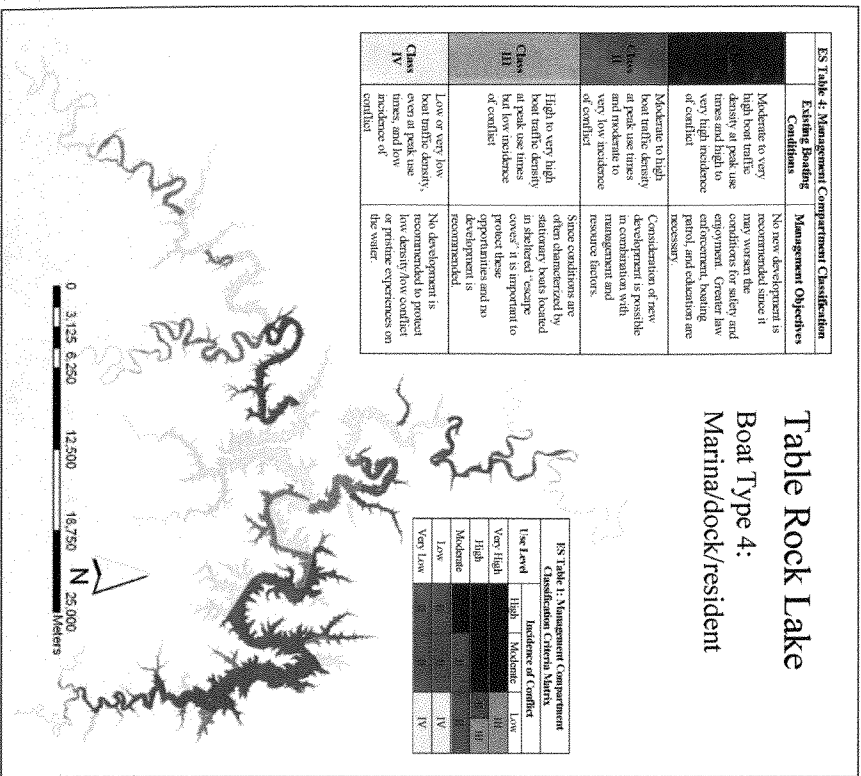 Table Rock Lake
Boat Type 4:
Marina/dock/resident
ES Table 4: Management Compartment Classification
Existing Boating
Conditions
Management Objectives
Moderate to very
high boat traffic
density at peak use
times and high to
very high incidence
of conflict
No new development is
recommended since it
may worsen the
conditions for safety and
enjoyment. Greater law
enforcement, boating
patrol, and education are
necessary.
Class
II
Moderate to high
boat traffic density
at peak use times
and moderate to
very low incidence
of conflict
Consideration of new
development is possible
in combination with
management and
resource factors.
Class
III
High to very high
boat traffic density
at peak use times
but low incidence
of conflict
Since conditions are
often characterized by
stationary boats located
in sheltered "escape
coves" it is important to
protect these
opportunities and no
development is
recommended.
Class
IV
Low or very low
boat traffic density,
even at peak use
times, and low
incidence of
conflict
No development is
recommended to protect
low density/low conflict
or pristine experiences on
the water.
ES Table 1: Management Compartment
Classification Criteria Matrix
Use Level
Incidence of Conflict
High Moderate Low
Very High III
High III
Moderate II II
Low II II IV
Very Low II II IV
N
0 3,125 6,250 12,500 18,750 25,000
Meters